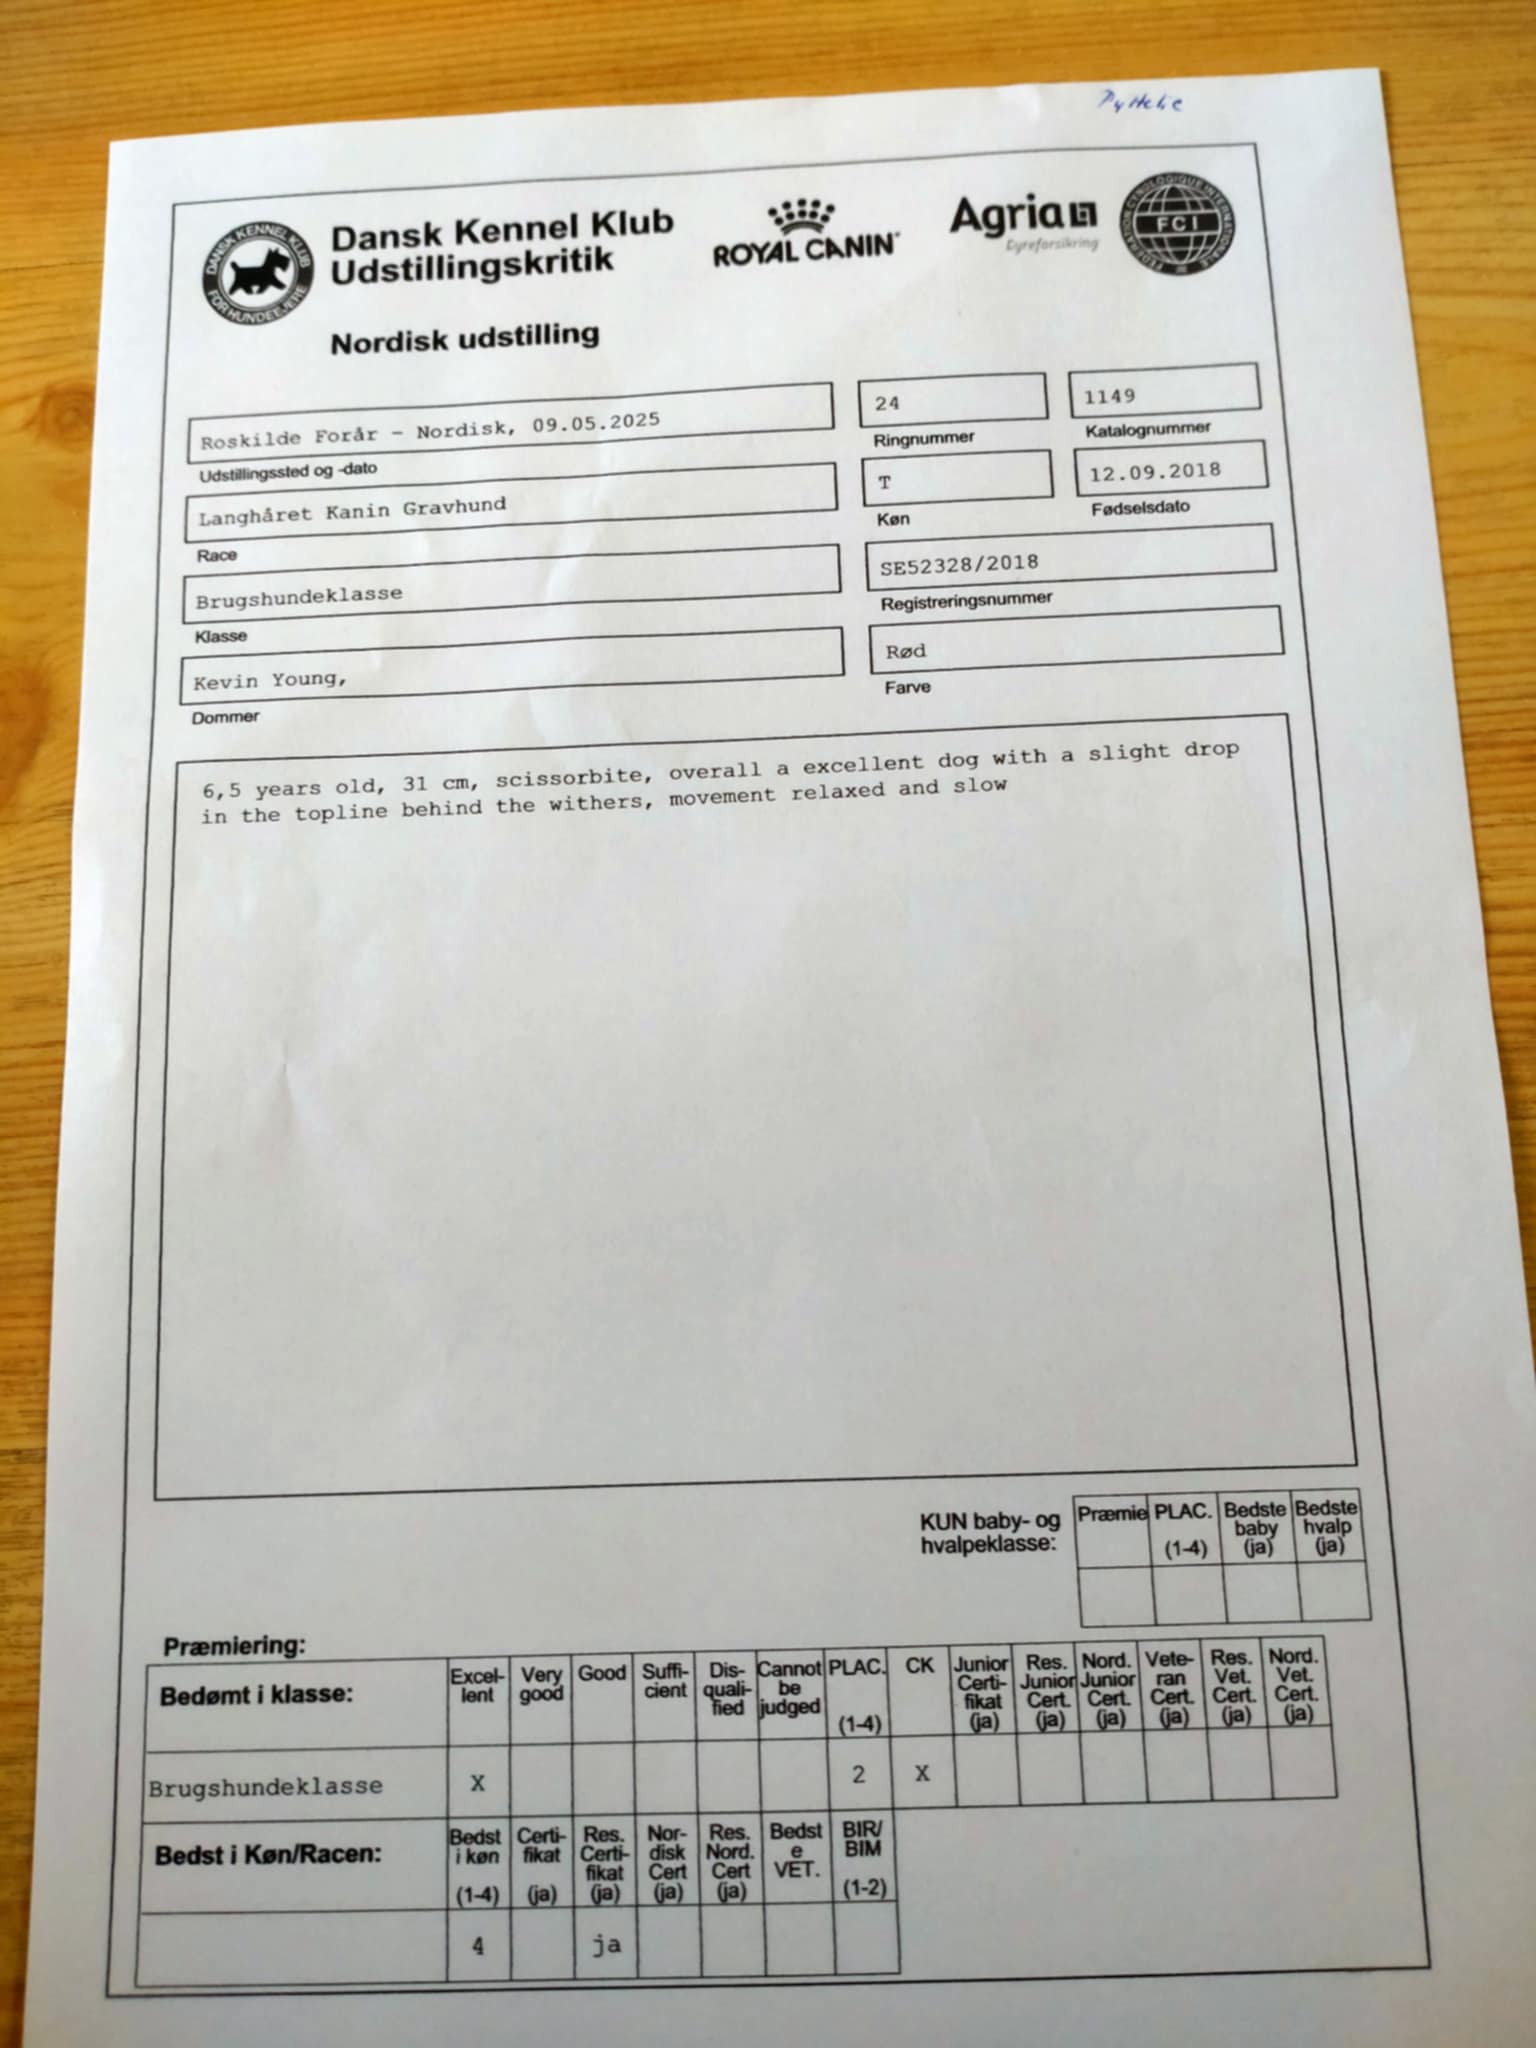 Pyttelie
DANSK KENNEL KLUB
FOR HUNDEEJERE
Dansk Kennel Klub
Udstillingskritik
ROYAL CANIN
Agria
Dyreforsikring
FCI
Nordisk udstilling
Roskilde Forår - Nordisk, 09.05.2025
24
1149
Udstillingssted og -dato
Ringnummer
Katalognummer
Langhåret Kanin Gravhund
T
12.09.2018
Race
Køn
Fødselsdato
Brugshundeklasse
SE52328/2018
Klasse
Registreringsnummer
Kevin Young,
Rød
Dommer
Farve
6,5 years old, 31 cm, scissorbite, overall a excellent dog with a slight drop
in the topline behind the withers, movement relaxed and slow
KUN baby- og
hvalpeklasse:
Præmie
PLAC.
(1-4)
Bedste
baby
(ja)
Bedste
hvalp
(ja)
Præmiering:
Bedømt i klasse:
Excel-
lent
Very
good
Good
Suffi-
cient
Dis-
quali-
fied
Cannot
be
judged
PLAC.
(1-4)
CK
Junior
Certi-
fikat
(ja)
Res.
Junior
Cert.
(ja)
Nord.
Junior
Cert.
(ja)
Vete-
ran
Cert.
(ja)
Res.
Vet.
Cert.
(ja)
Nord.
Vet.
Cert.
(ja)
Brugshundeklasse X 2 X
Bedst i Køn/Racen:
Bedst
i køn
(1-4)
Certi-
fikat
(ja)
Res.
Certi-
fikat
(ja)
Nor-
disk
Cert
(ja)
Res.
Nord.
Cert
(ja)
Bedst
e
VET.
BIR/
BIM
(1-2)
4 ja